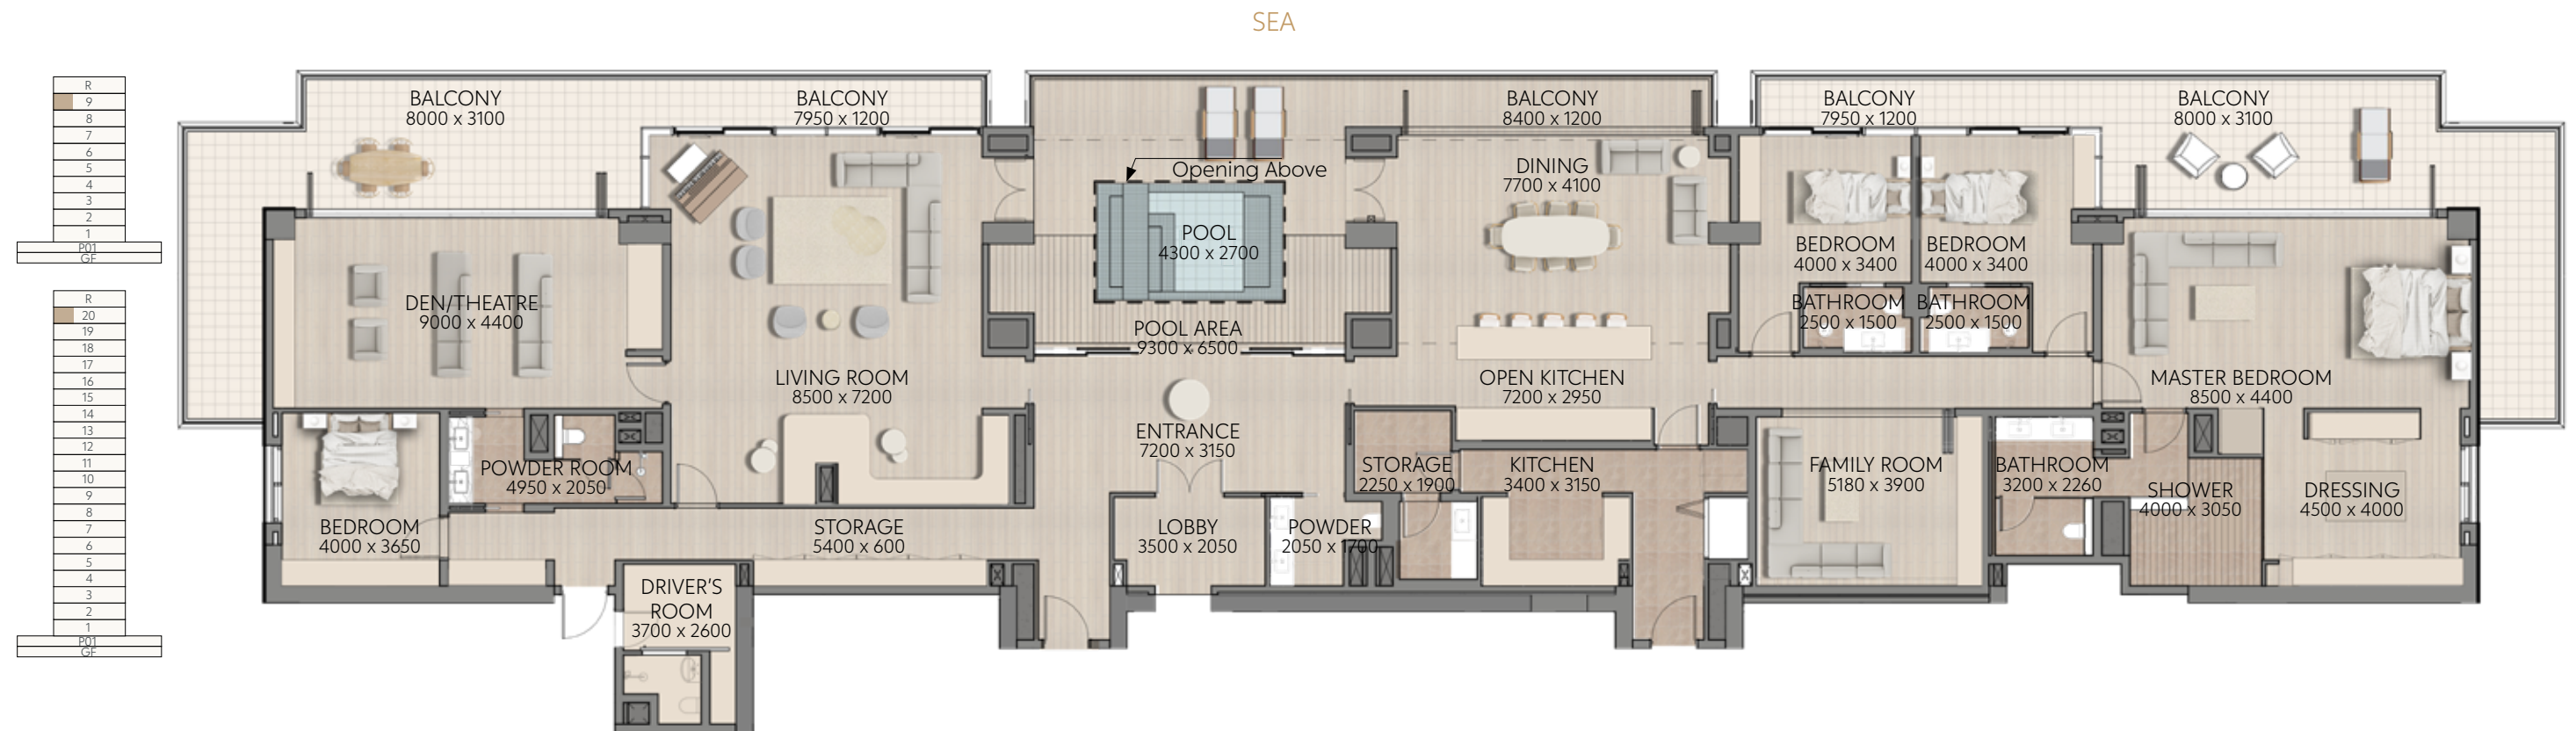 SEA
R
9
8
7
6
5
4
3
2
1
P01
GF
R
20
19
18
17
16
15
14
13
12
11
10
9
8
7
6
5
4
3
2
1
P01
GF
BALCONY
8000 x 3100
BALCONY
7950 x 1200
BALCONY
8400 x 1200
BALCONY
7950 x 1200
BALCONY
8000 x 3100
Opening Above
DINING
7700 x 4100
POOL
4300 x 2700
BEDROOM
4000 x 3400
BEDROOM
4000 x 3400
DEN/THEATRE
9000 x 4400
BATHROOM
2500 x 1500
BATHROOM
2500 x 1500
POOL AREA
9300 x 6500
LIVING ROOM
8500 x 7200
OPEN KITCHEN
7200 x 2950
MASTER BEDROOM
8500 x 4400
ENTRANCE
7200 x 3150
POWDER ROOM
4950 x 2050
STORAGE
2250 x 1900
KITCHEN
3400 x 3150
FAMILY ROOM
5180 x 3900
BATHROOM
3200 x 2260
SHOWER
4000 x 3050
DRESSING
4500 x 4000
BEDROOM
4000 x 3650
STORAGE
5400 x 600
LOBBY
3500 x 2050
POWDER
2050 x 1700
DRIVER'S
ROOM
3700 x 2600